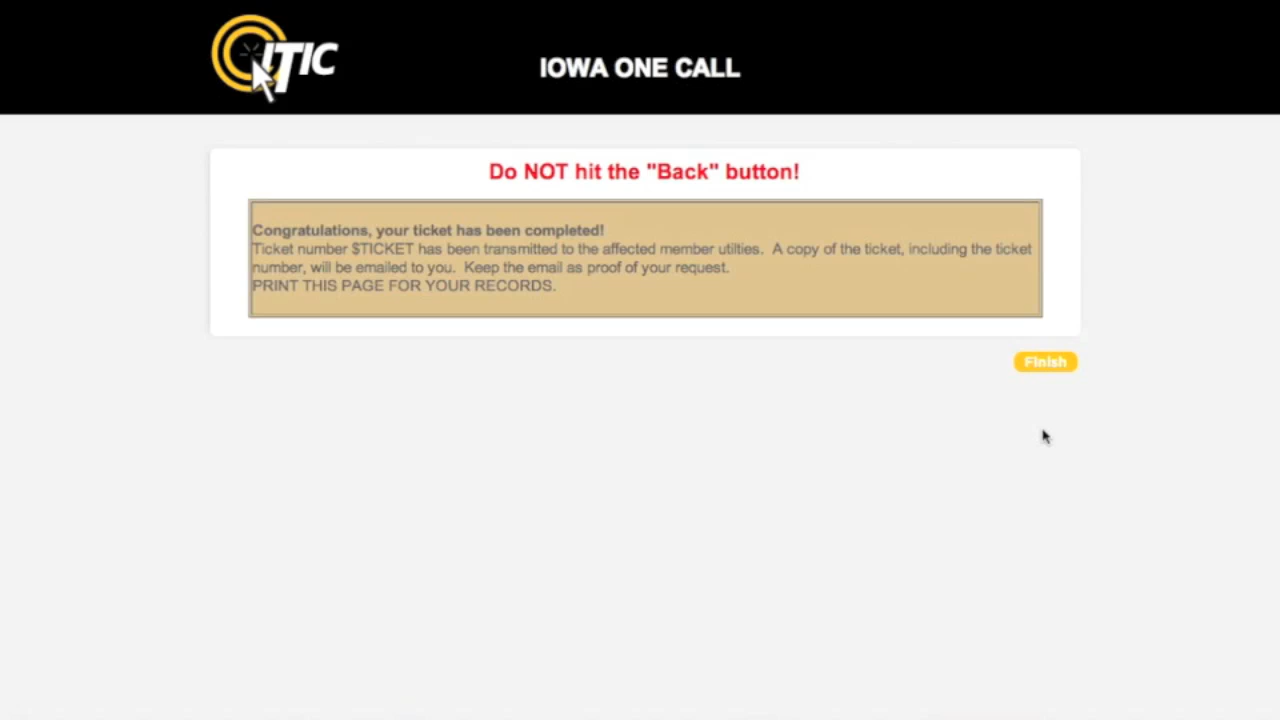 ITIC
IOWA ONE CALL
Do NOT hit the "Back" button!
Congratulations, your ticket has been completed!
Ticket number $TICKET has been transmitted to the affected member utilties.  A copy of the ticket, including the ticket
number, will be emailed to you.  Keep the email as proof of your request.
PRINT THIS PAGE FOR YOUR RECORDS.
Finish